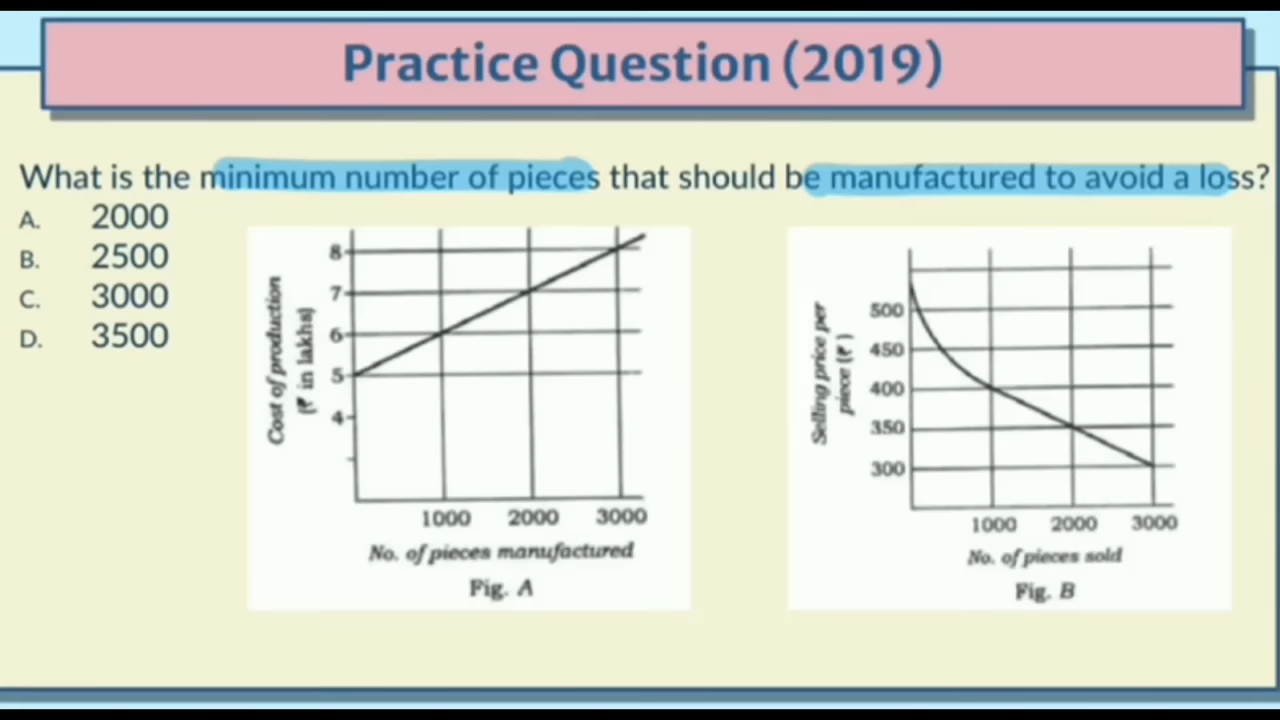 Practice Question (2019)
What is the minimum number of pieces that should be manufactured to avoid a loss?
A. 2000
B. 2500
C. 3000
D. 3500
Cost of production
(₹ in lakhs)
8
7
6
5
4
1000 2000 3000
No. of pieces manufactured
Fig. A
Selling price per
piece (₹)
500
450
400
350
300
1000 2000 3000
No. of pieces sold
Fig. B